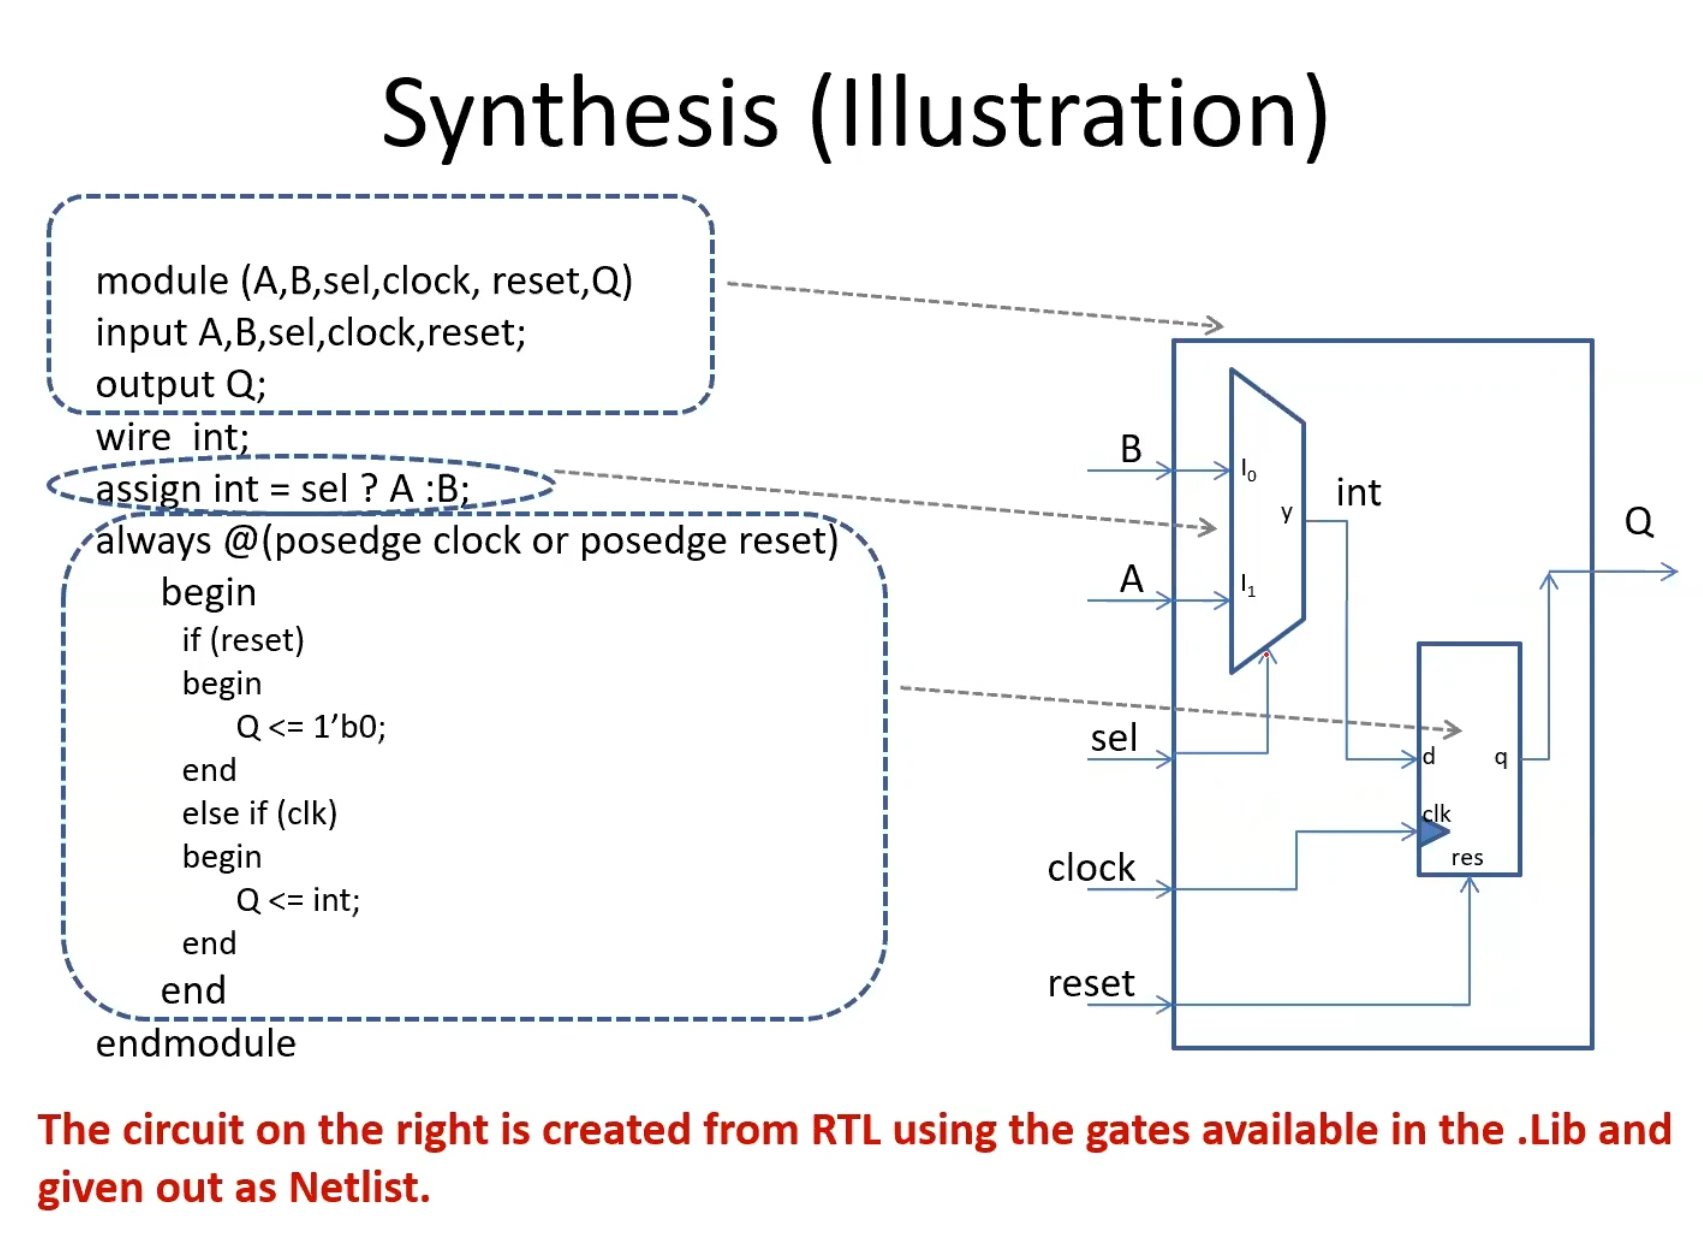 Synthesis (Illustration)
module (A,B,sel,clock, reset,Q)
input A,B,sel,clock,reset;
output Q;
wire  int;
assign int = sel ? A :B;
always @(posedge clock or posedge reset)
begin
if (reset)
begin
Q <= 1’b0;
end
else if (clk)
begin
Q <= int;
end
end
endmodule
B
I₀
int
y
Q
A
I₁
sel
d
q
clk
clock
res
reset
The circuit on the right is created from RTL using the gates available in the .Lib and
given out as Netlist.